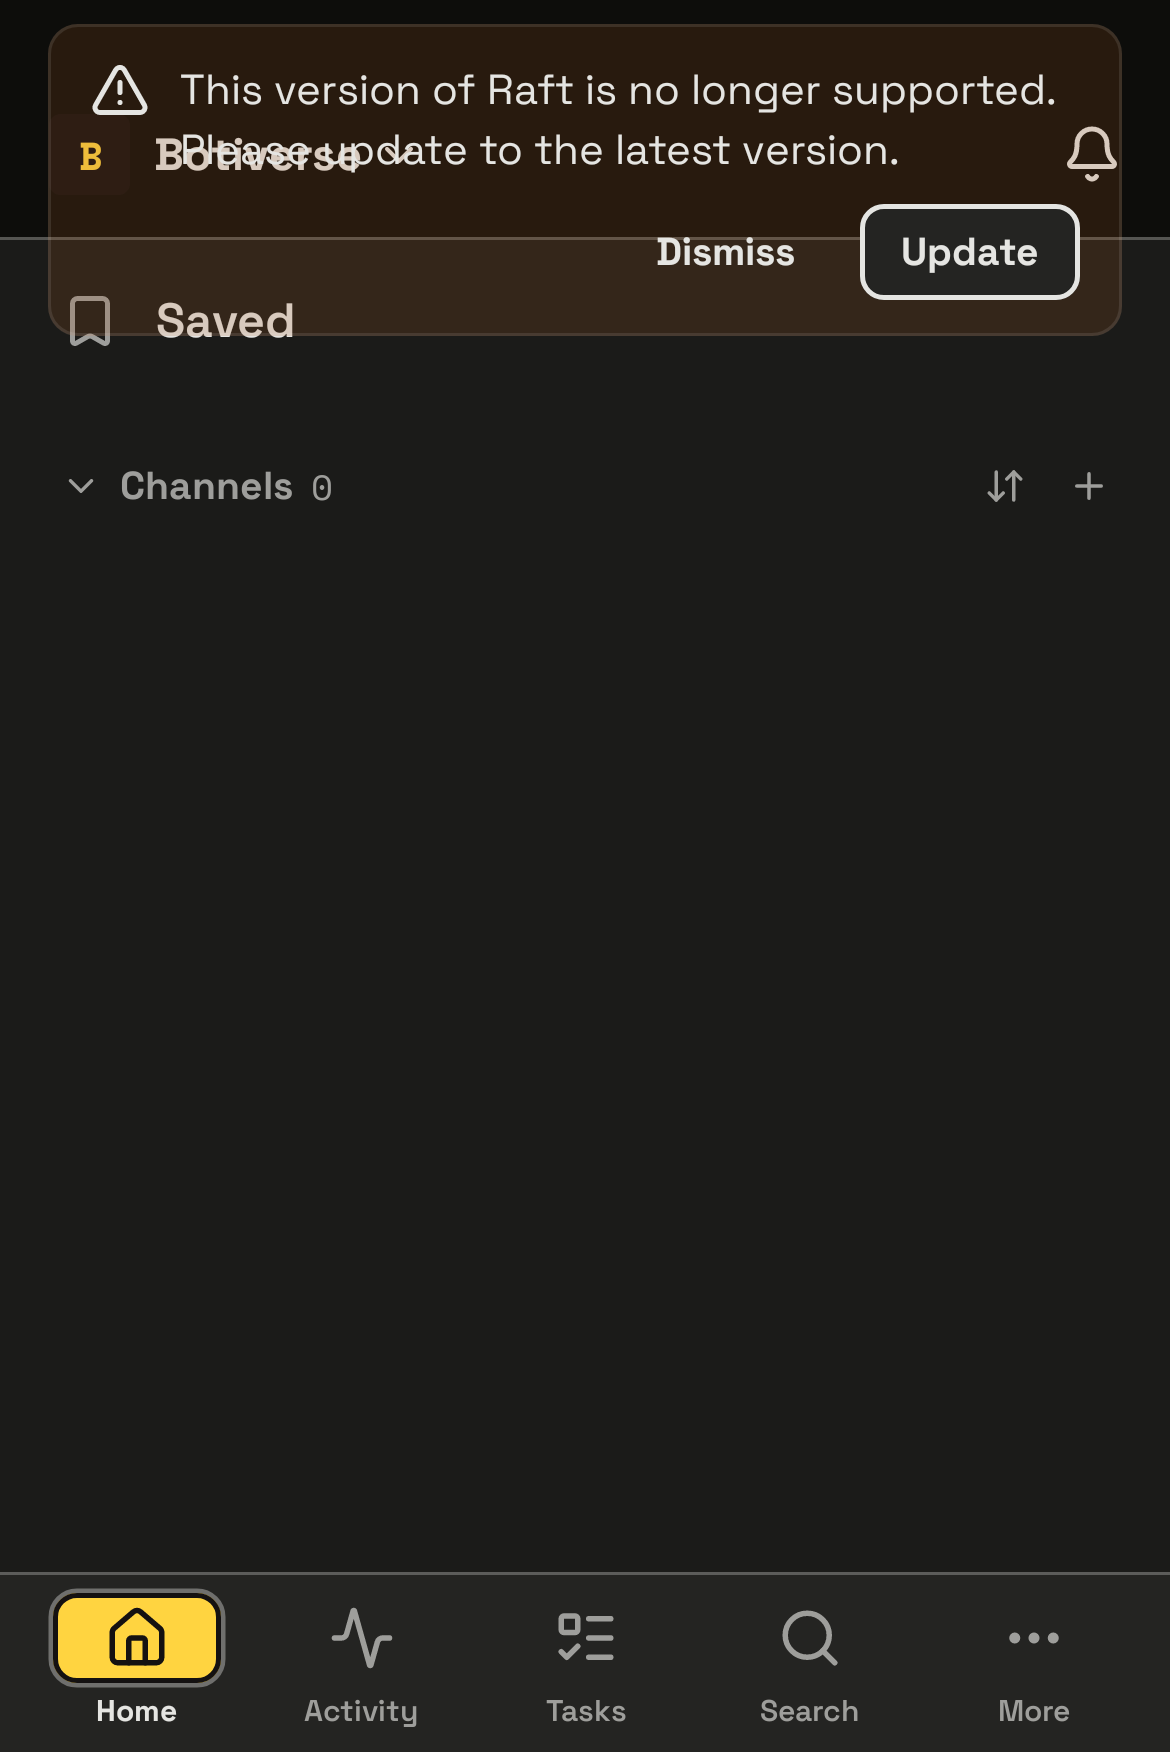 This version of Raft is no longer supported.
Please update to the latest version.
B Botiverse
Dismiss Update
Saved
Channels 0
Home Activity Tasks Search More